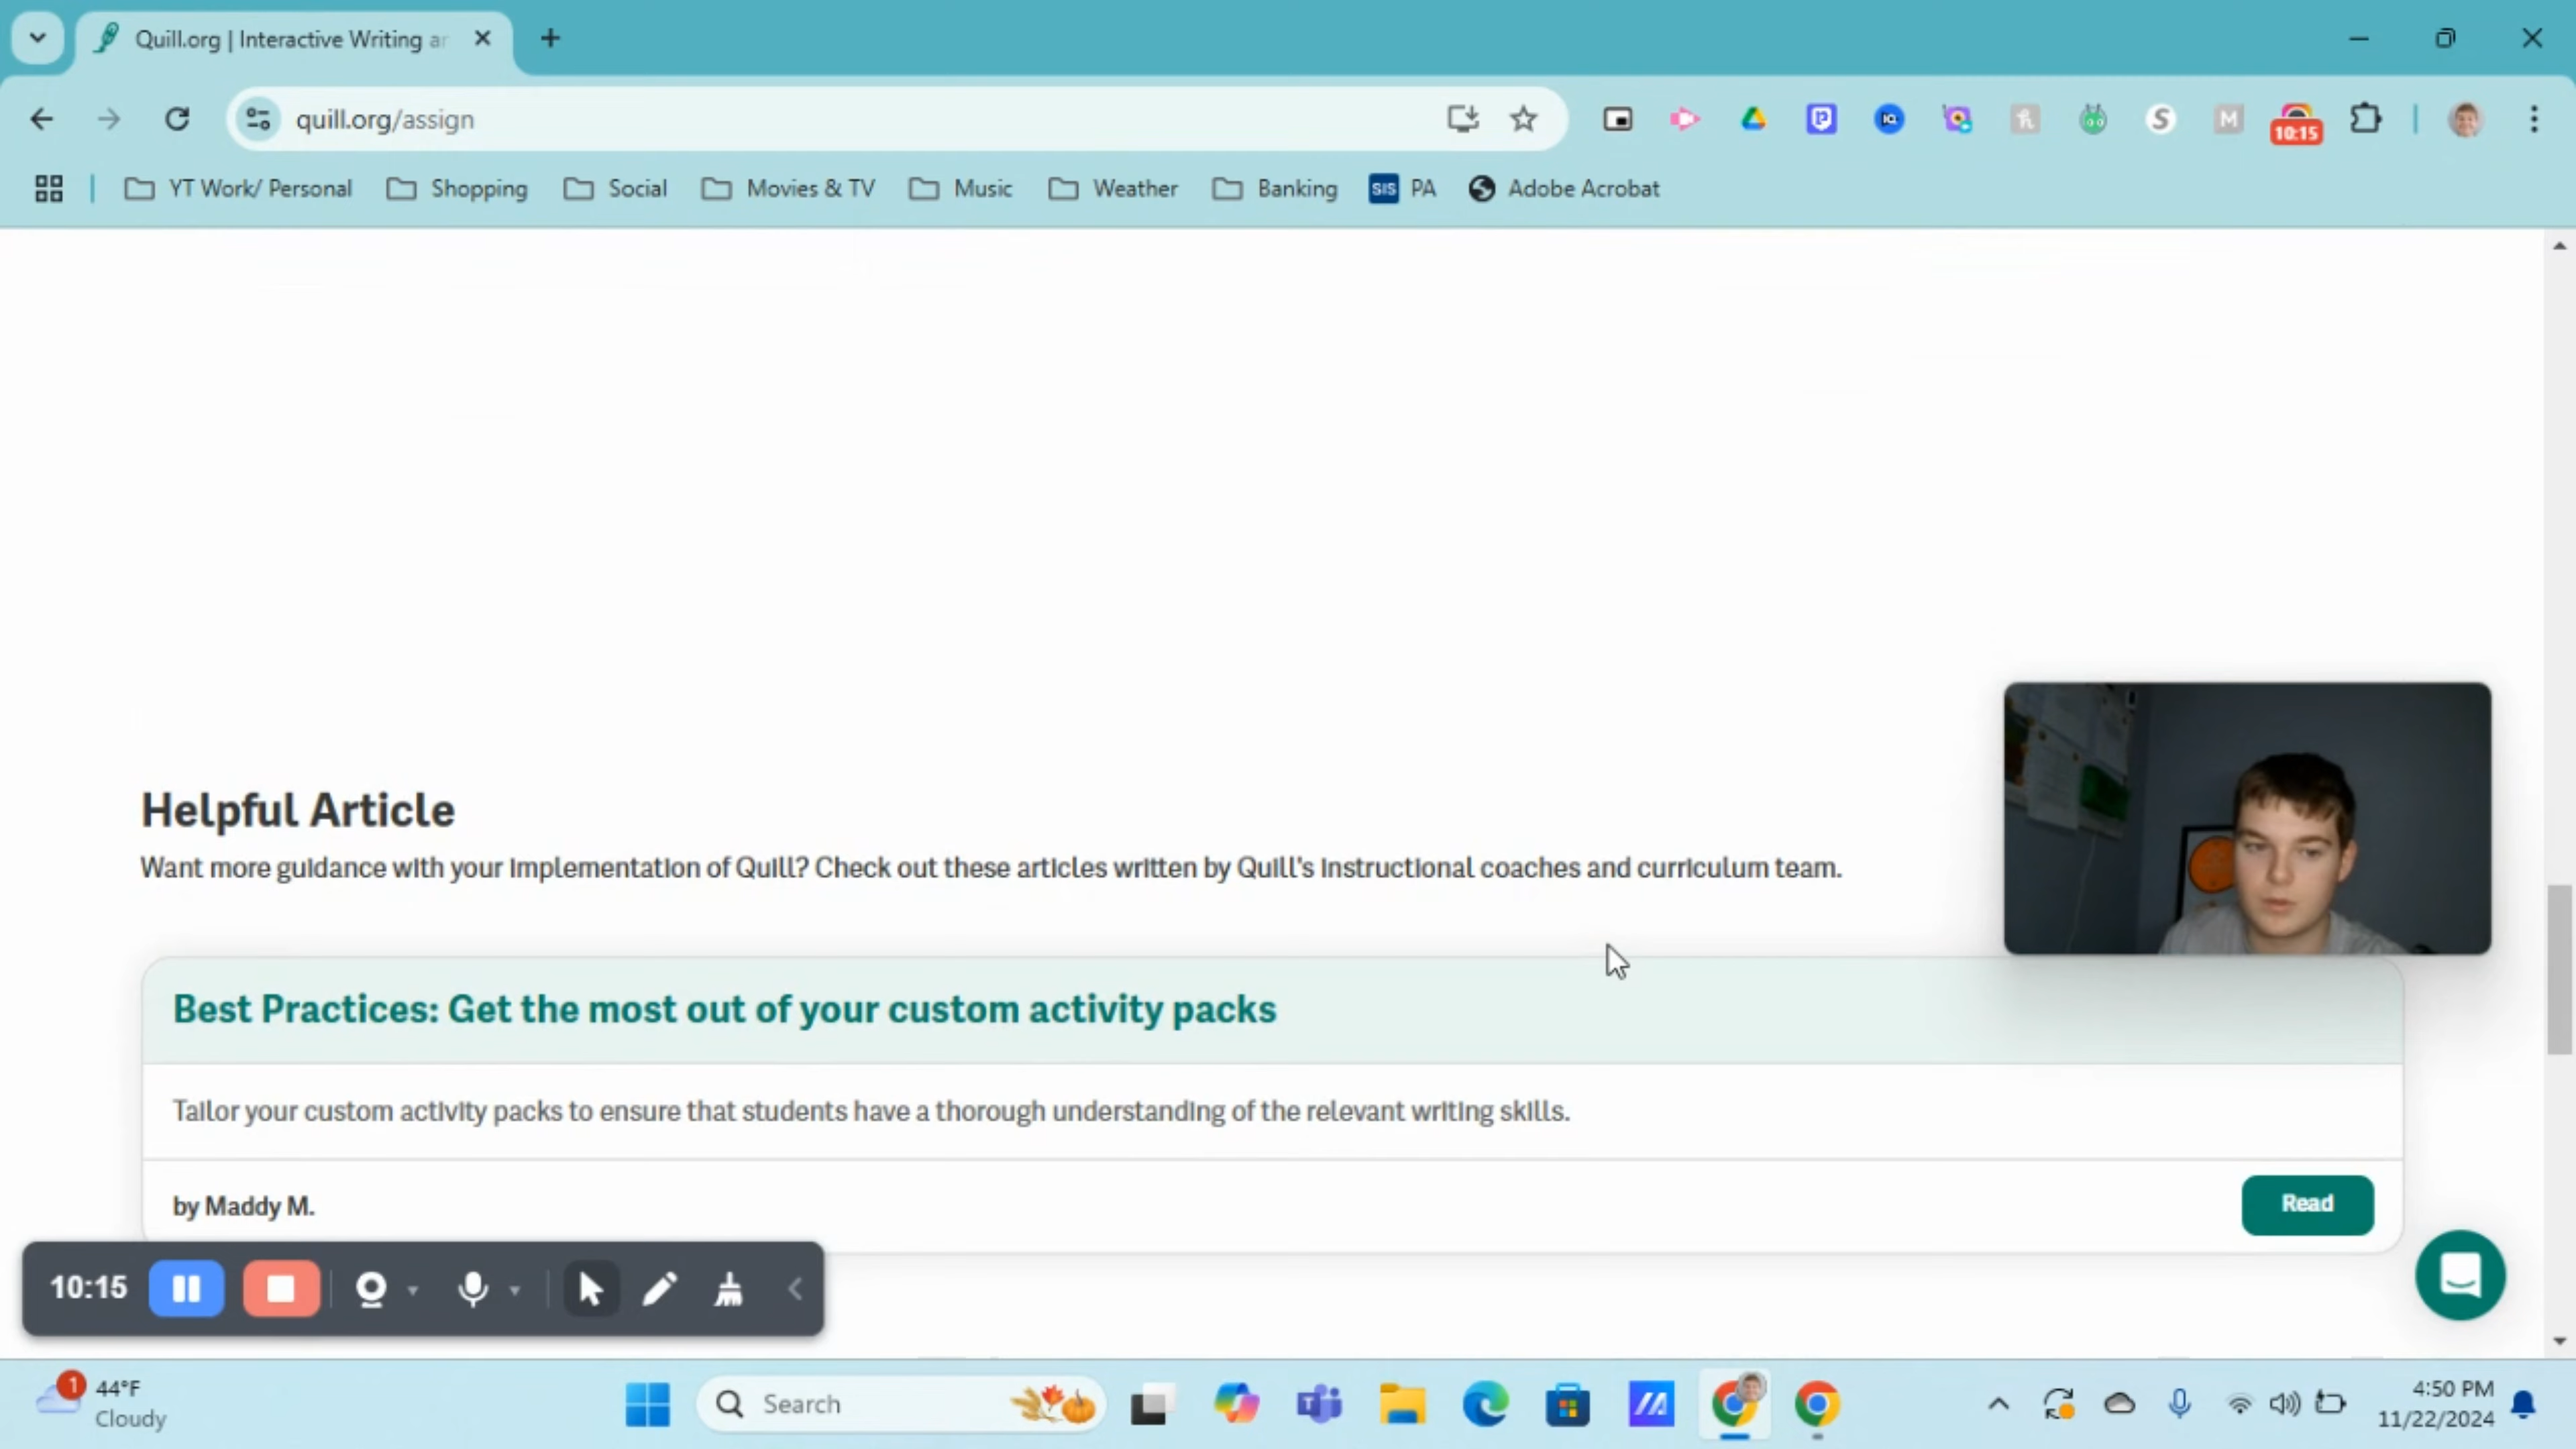 Quill.org | Interactive Writing ar
quill.org/assign
10:15
YT Work/ Personal
Shopping
Social
Movies & TV
Music
Weather
Banking
SIS
PA
Adobe Acrobat
Helpful Article
Want more guidance with your implementation of Quill? Check out these articles written by Quill's instructional coaches and curriculum team.
Best Practices: Get the most out of your custom activity packs
Tailor your custom activity packs to ensure that students have a thorough understanding of the relevant writing skills.
by Maddy M.
Read
10:15
1
44°F
Cloudy
Search
4:50 PM
11/22/2024